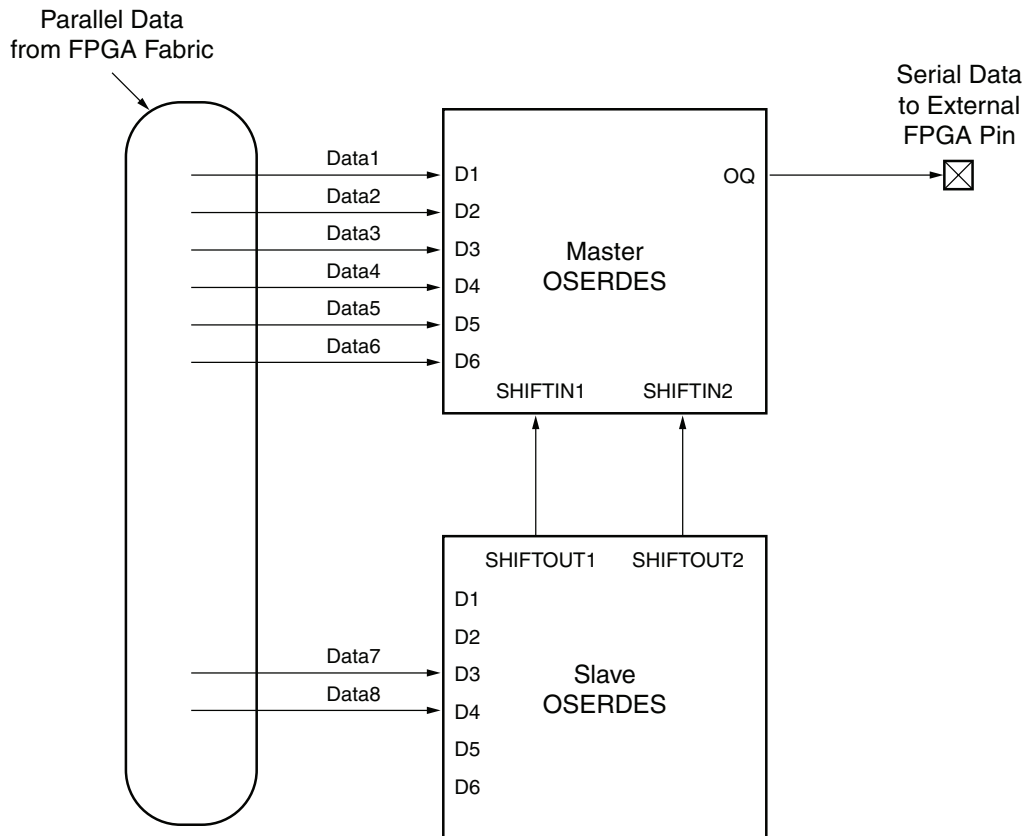 Parallel Data
from FPGA Fabric
Serial Data
to External
FPGA Pin
Data1
Data2
Data3
Data4
Data5
Data6
D1
D2
D3
D4
D5
D6
OQ
Master
OSERDES
SHIFTIN1
SHIFTIN2
SHIFTOUT1
SHIFTOUT2
Data7
Data8
D1
D2
D3
D4
D5
D6
Slave
OSERDES